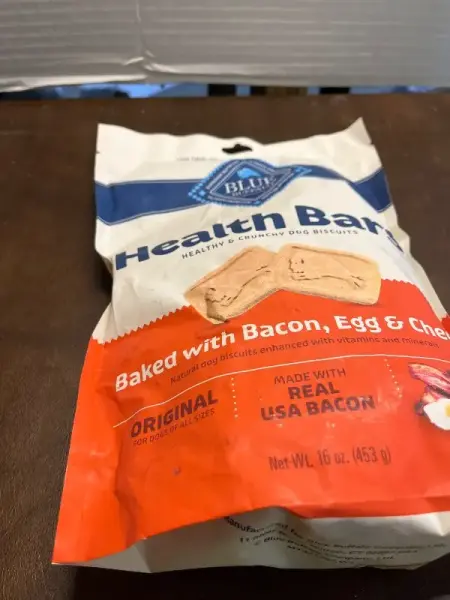 BLUE
Health Bars
HEALTHY & CRUNCHY DOG BISCUITS
Baked with Bacon, Egg & Che
Natural dog biscuits enhanced with vitamins and minerals
ORIGINAL
FOR DOGS OF ALL SIZES
MADE WITH
REAL
USA BACON
Net WT. 16 oz. (453 g)